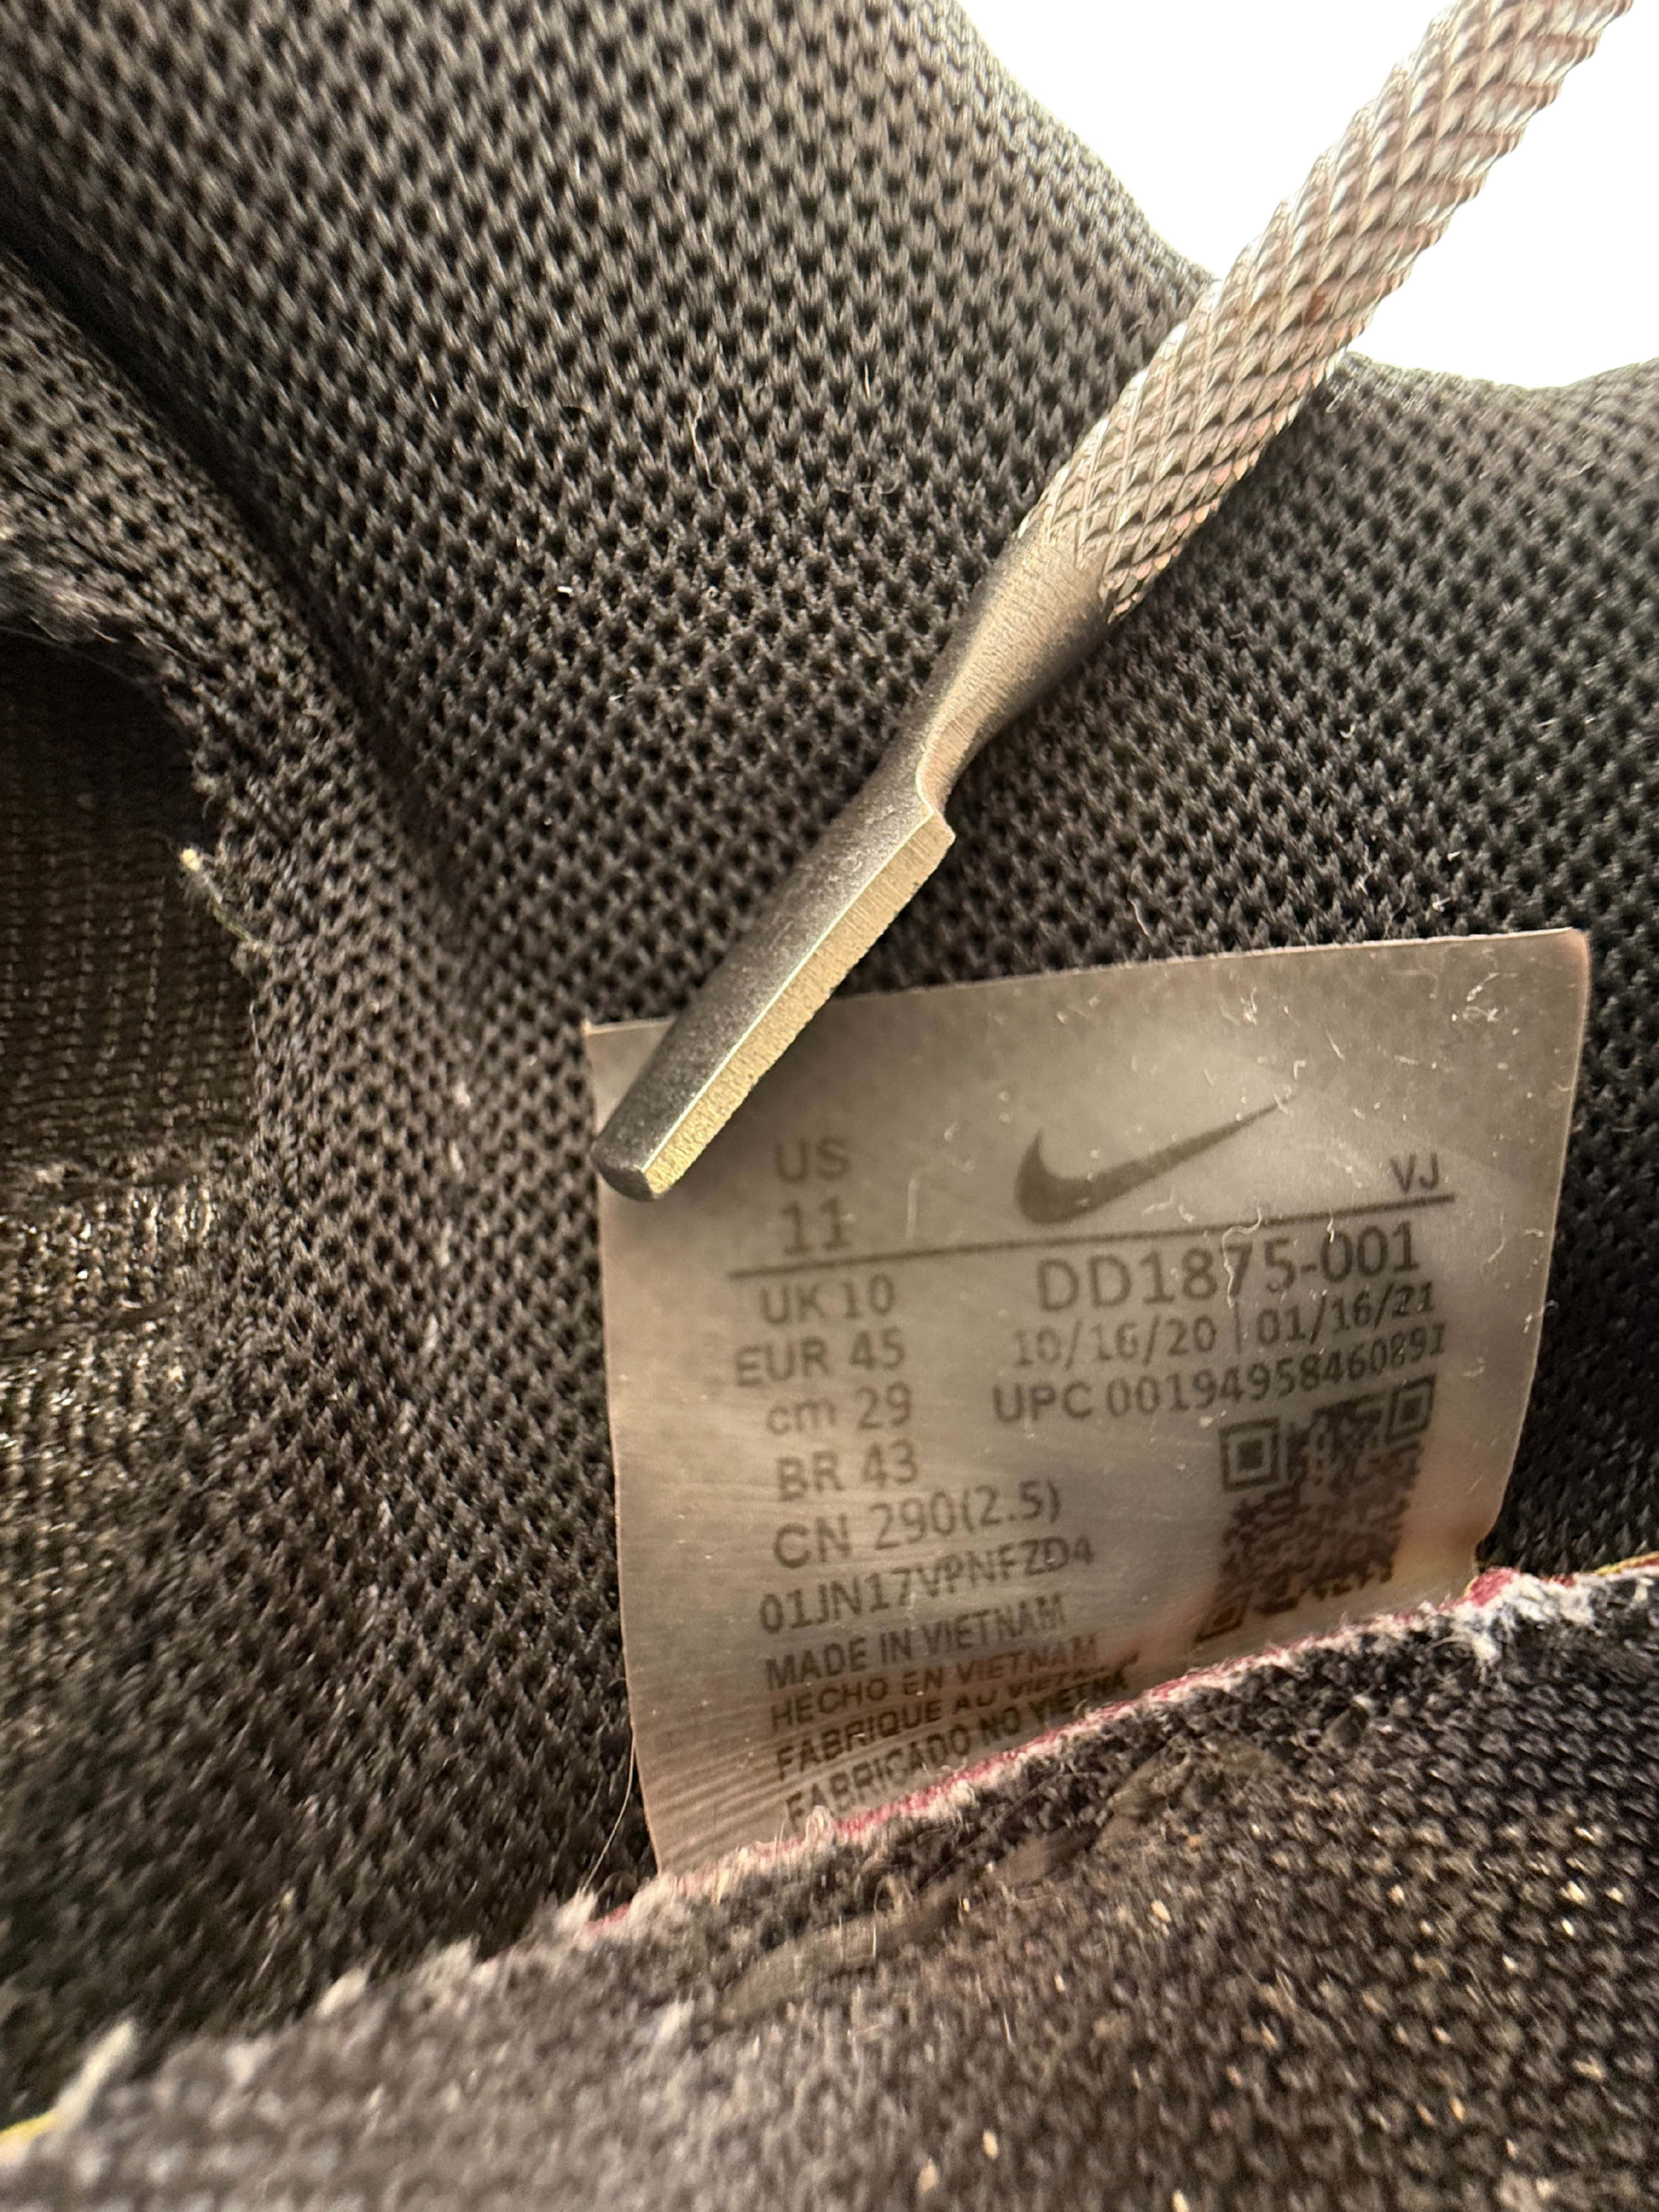 US
11
VJ
UK 10
DD1875-001
EUR 45
10/16/20 | 01/16/21
cm 29
UPC 00194958460891
BR 43
CN 290(2.5)
01JN17VPNFZD4
MADE IN VIETNAM
HECHO EN VIETNAM
FABRIQUE AU VIETNAM
FABRICADO NO VIETNA